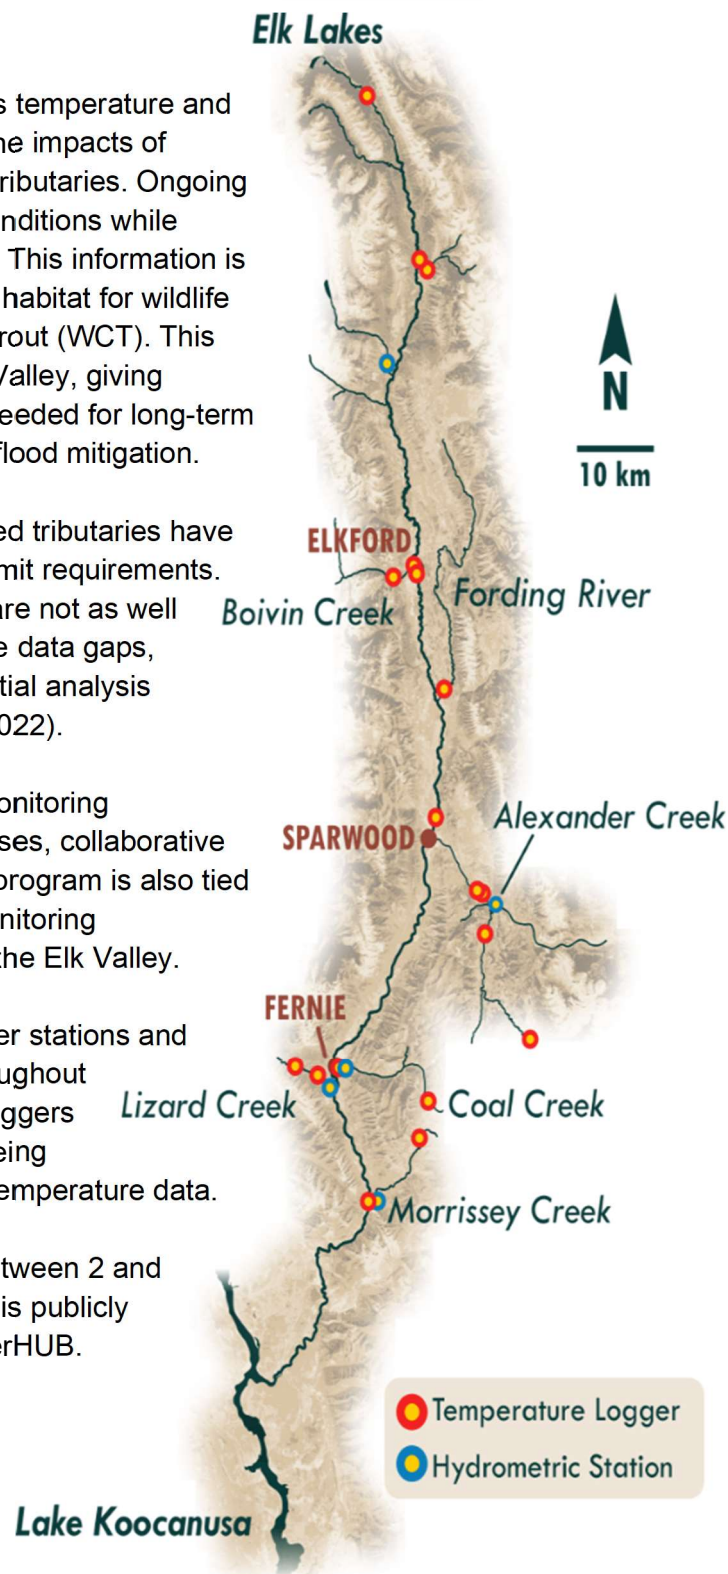 Elk Lakes
s temperature and
ne impacts of
ributaries. Ongoing
nditions while
This information is
habitat for wildlife
rout (WCT). This
Valley, giving
eeded for long-term
flood mitigation.
N
10 km
ed tributaries have
mit requirements.
are not as well
e data gaps,
tial analysis
022).
ELKFORD
Boivin Creek
Fording River
onitoring
ses, collaborative
program is also tied
nitoring
the Elk Valley.
SPARWOOD
Alexander Creek
er stations and
ughout
ggers
eing
emperature data.
FERNIE
Lizard Creek
Coal Creek
Morrissey Creek
tween 2 and
is publicly
erHUB.
Temperature Logger
Hydrometric Station
Lake Koocanusa